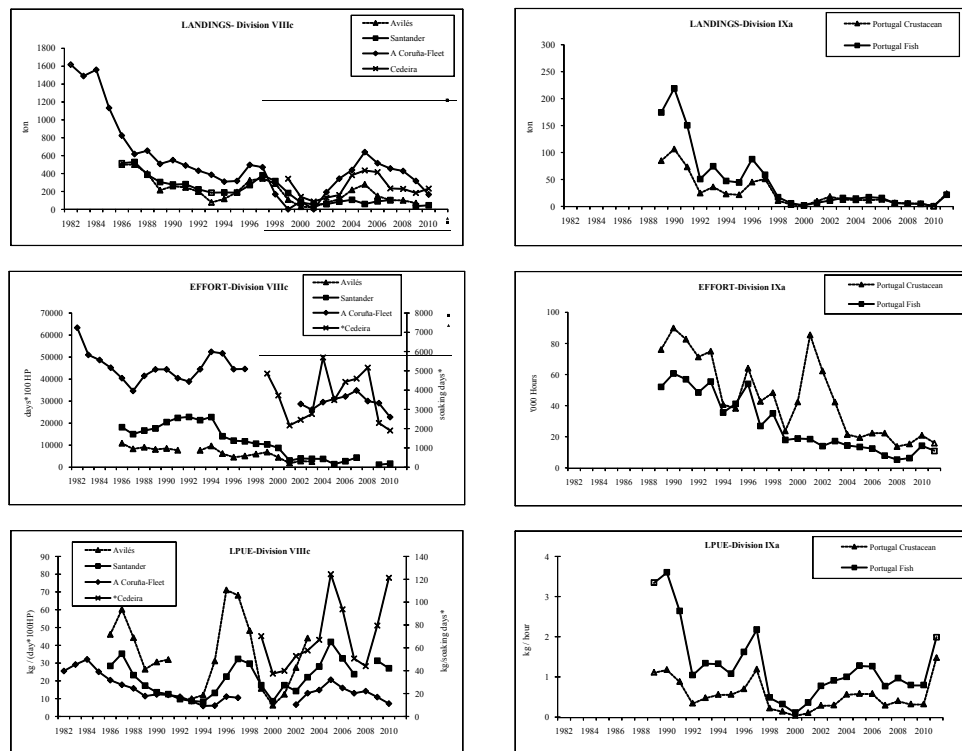 LANDINGS- Division VIIIc
Avilés
Santander
A Coruña-Fleet
Cedeira
ton
1800
1600
1400
1200
1000
800
600
400
200
0
1982 1984 1986 1988 1990 1992 1994 1996 1998 2000 2002 2004 2006 2008 2010
LANDINGS-Division IXa
Portugal Crustacean
Portugal Fish
ton
300
250
200
150
100
50
0
1982 1984 1986 1988 1990 1992 1994 1996 1998 2000 2002 2004 2006 2008 2010
EFFORT-Division VIIIc
Avilés
Santander
A Coruña-Fleet
*Cedeira
days*100 HP
70000
60000
50000
40000
30000
20000
10000
0
soaking days*
8000
7000
6000
5000
4000
3000
2000
1000
0
1982 1984 1986 1988 1990 1992 1994 1996 1998 2000 2002 2004 2006 2008 2010
EFFORT-Division IXa
Portugal Crustacean
Portugal Fish
'000 Hours
100
80
60
40
20
0
1982 1984 1986 1988 1990 1992 1994 1996 1998 2000 2002 2004 2006 2008 2010
LPUE-Division VIIIc
Avilés
Santander
A Coruña-Fleet
*Cedeira
kg / (day*100HP)
90
80
70
60
50
40
30
20
10
0
kg/soaking days*
140
120
100
80
60
40
20
0
1982 1984 1986 1988 1990 1992 1994 1996 1998 2000 2002 2004 2006 2008 2010
LPUE-Division IXa
Portugal Crustacean
Portugal Fish
kg / hour
4
3
2
1
0
1982 1984 1986 1988 1990 1992 1994 1996 1998 2000 2002 2004 2006 2008 2010